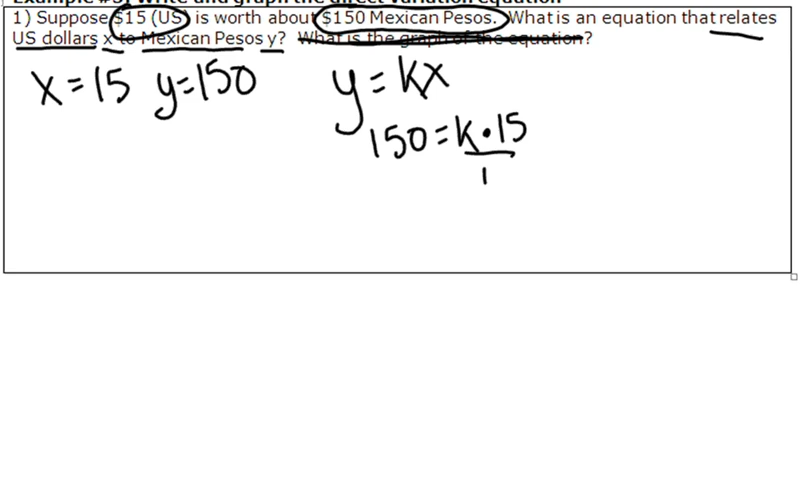 Example #3: Write and graph the direct variation equation
1) Suppose $15 (US) is worth about $150 Mexican Pesos. What is an equation that relates
US dollars x to Mexican Pesos y? What is the graph of the equation?
x = 15 y = 150 y = kx
150 = k • 15
1